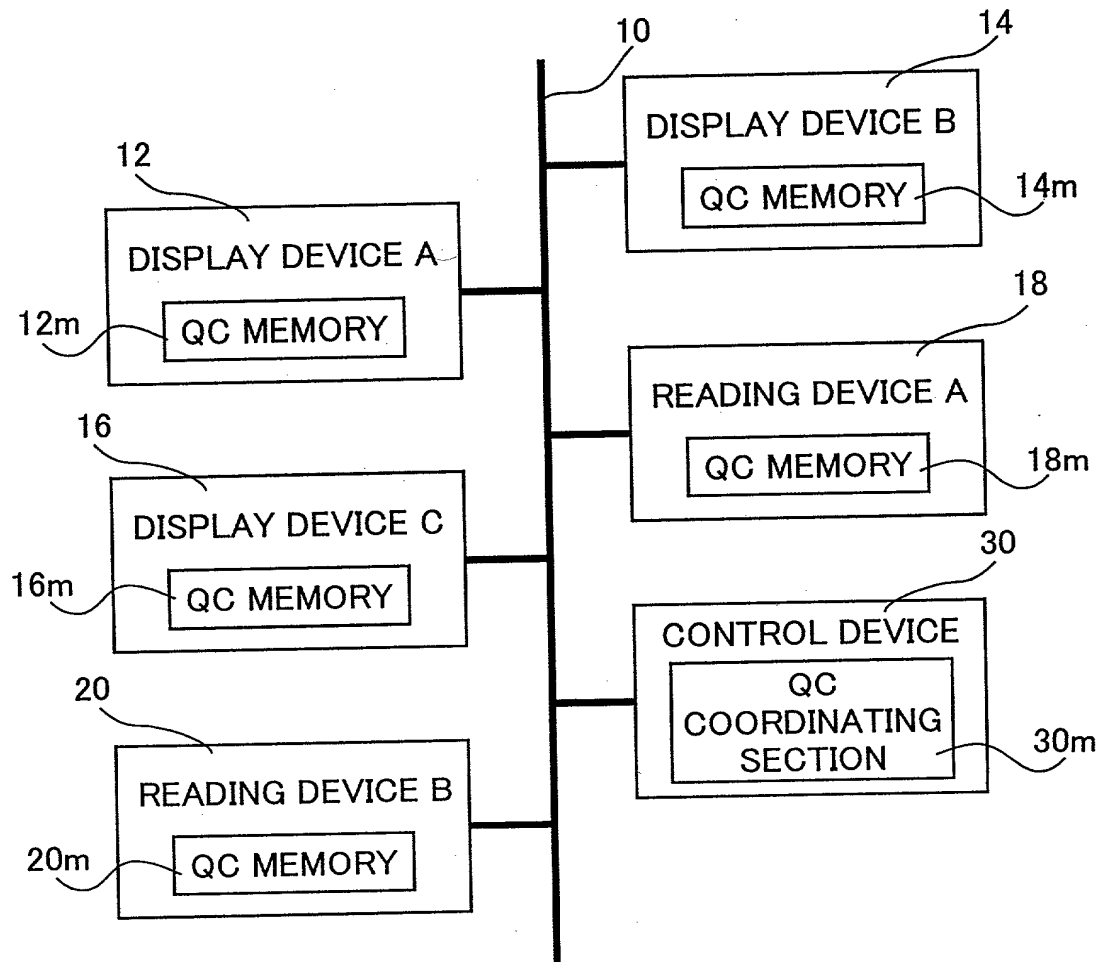 10
14
DISPLAY DEVICE B
QC MEMORY
14m
12
DISPLAY DEVICE A
QC MEMORY
12m
18
READING DEVICE A
QC MEMORY
18m
16
DISPLAY DEVICE C
QC MEMORY
16m
30
CONTROL DEVICE
QC
COORDINATING
SECTION
30m
20
READING DEVICE B
QC MEMORY
20m